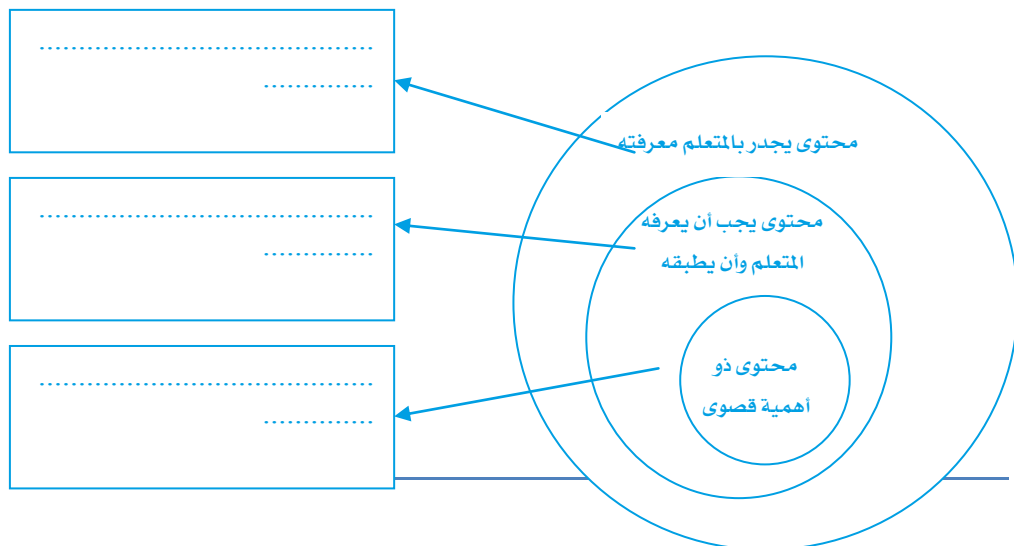 محتوى يجدر بالمتعلم معرفته
محتوى يجب أن يعرفه
المتعلم وأن يطبقه
محتوى ذو
أهمية قصوى